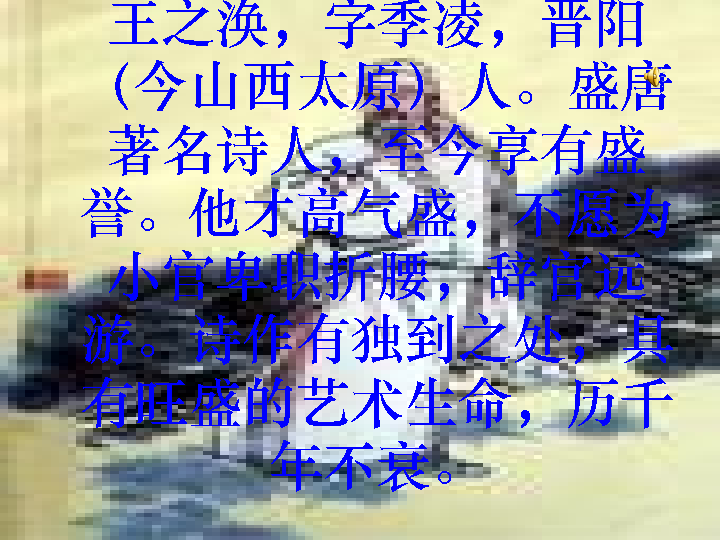 王之涣，字季凌，晋阳
（今山西太原）人。盛唐
著名诗人，至今享有盛
誉。他才高气盛，不愿为
小官卑职折腰，辞官远
游。诗作有独到之处，具
有旺盛的艺术生命，历千
年不衰。